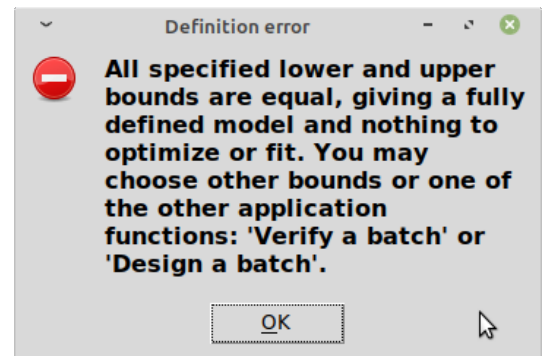 Definition error
All specified lower and upper
bounds are equal, giving a fully
defined model and nothing to
optimize or fit. You may
choose other bounds or one of
the other application
functions: 'Verify a batch' or
'Design a batch'.
OK